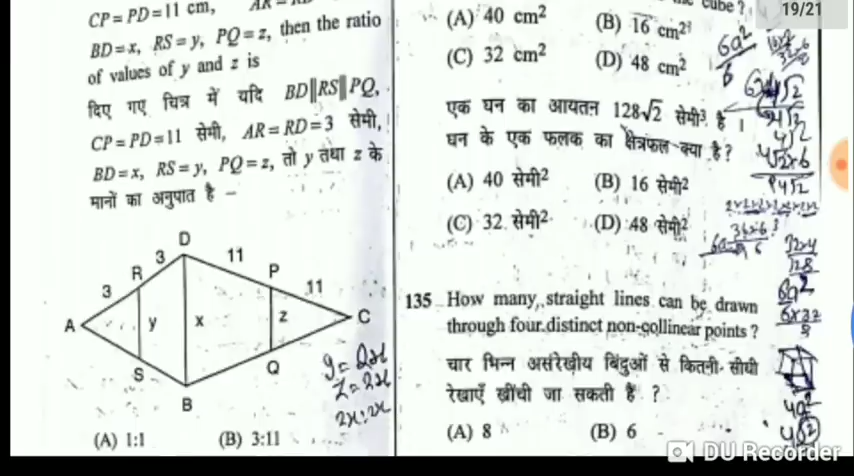 CP = PD = 11 cm,
BD = x, RS = y, PQ = z, then the ratio
of values of y and z is
दिए गए चित्र में यदि BD || RS || PQ,
CP = PD = 11 सेमी, AR = RD = 3 सेमी,
BD = x, RS = y, PQ = z, तो y तथा z के
मानों का अनुपात है –
D
3
11
R
P
3
11
A
y
x
z
C
S
Q
B
(A) 1:1
(B) 3:11
cube ?
19/21
(A) 40 cm²
(B) 16 cm²
(C) 32 cm²
(D) 48 cm²
एक घन का आयतन 128√2 सेमी³ है ।
घन के एक फलक का क्षेत्रफल क्या है ?
(A) 40 सेमी²
(B) 16 सेमी²
(C) 32 सेमी²
(D) 48 सेमी²
135 How many straight lines can be drawn
through four distinct non-collinear points ?
चार भिन्न असंरेखीय बिंदुओं से कितनी सीधी
रेखाएँ खींची जा सकती हैं ?
(A) 8
(B) 6
DU Recorder